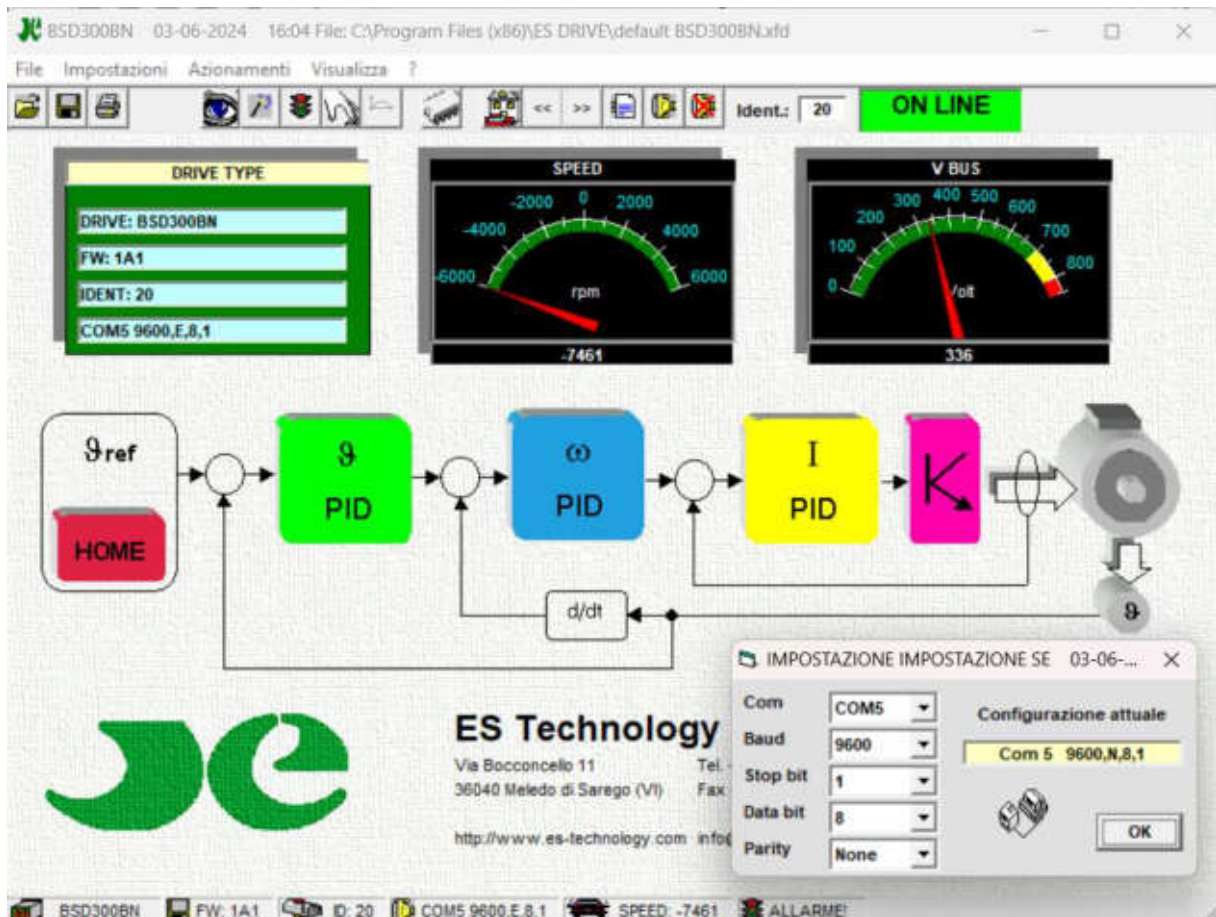 BSD300BN 03-06-2024 16:04 File: C:\Program Files (x86)\ES DRIVE\default BSD300BN.xfd
File Impostazioni Azionamenti Visualizza ?
<< >> Ident.: 20 ON LINE
DRIVE TYPE
DRIVE: BSD300BN
FW: 1A1
IDENT: 20
COM5 9600,E,8,1
SPEED
-6000 -4000 -2000 0 2000 4000 6000
rpm
-7461
V BUS
0 100 200 300 400 500 600 700 800
Volt
336
ϑref
HOME
ϑ
PID
ω
PID
I
PID
K
d/dt
ϑ
ES Technology
Via Bocconcello 11 Tel.
36040 Meledo di Sarego (VI) Fax
http://www.es-technology.com
IMPOSTAZIONE IMPOSTAZIONE SE 03-06-...
Com COM5
Baud 9600
Stop bit 1
Data bit 8
Parity None
Configurazione attuale
Com 5 9600,N,8,1
OK
BSD300BN FW: 1A1 ID: 20 COM5 9600,E,8,1 SPEED: -7461 ALLARME!